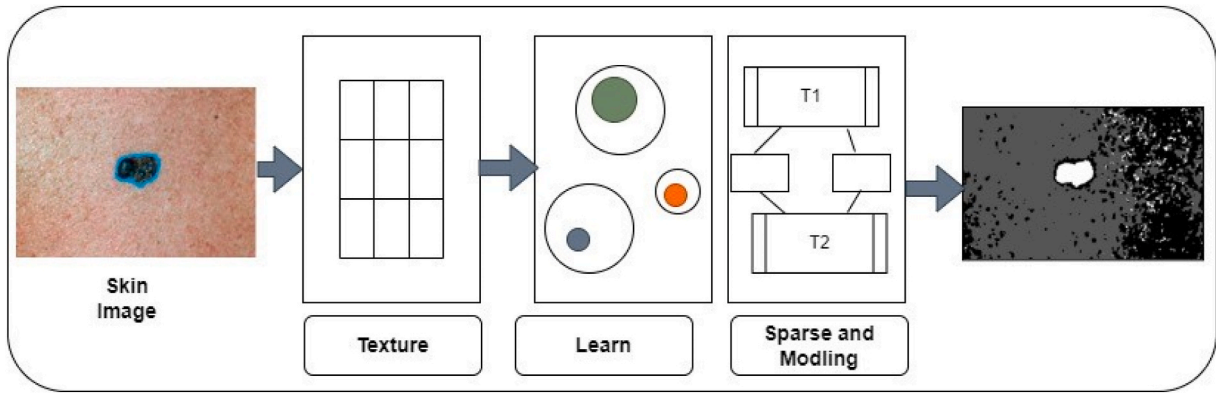 T1
T2
Skin
Image
Texture
Learn
Sparse and
Modling